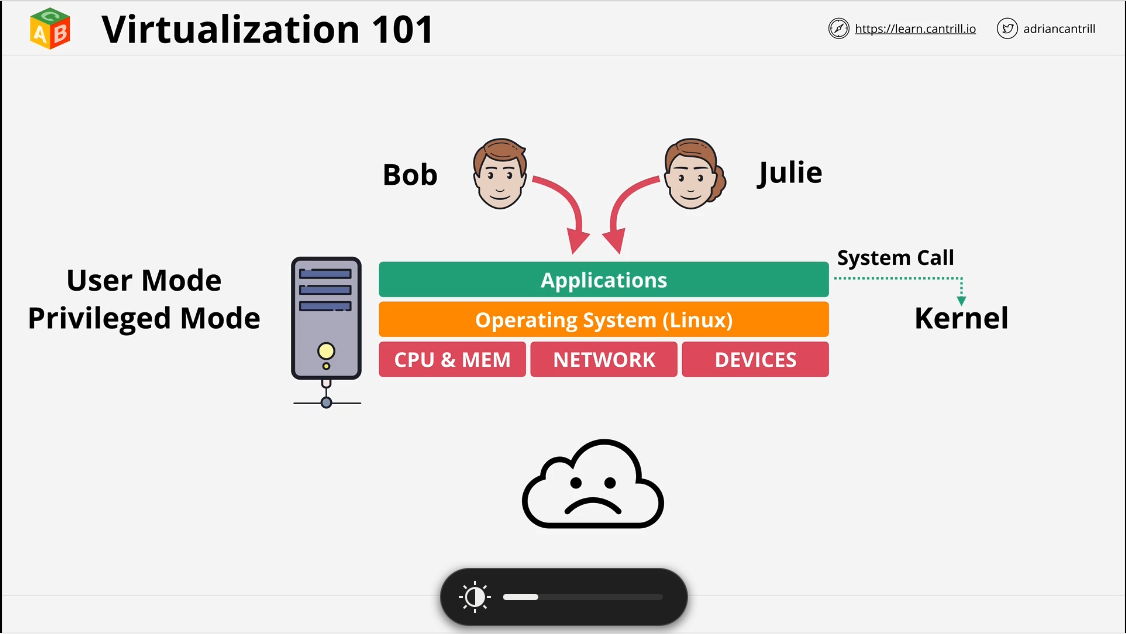 Virtualization 101
https://learn.cantrill.io
adriancantrill
Bob
Julie
System Call
User Mode
Privileged Mode
Applications
Operating System (Linux)
CPU & MEM
NETWORK
DEVICES
Kernel
A B C